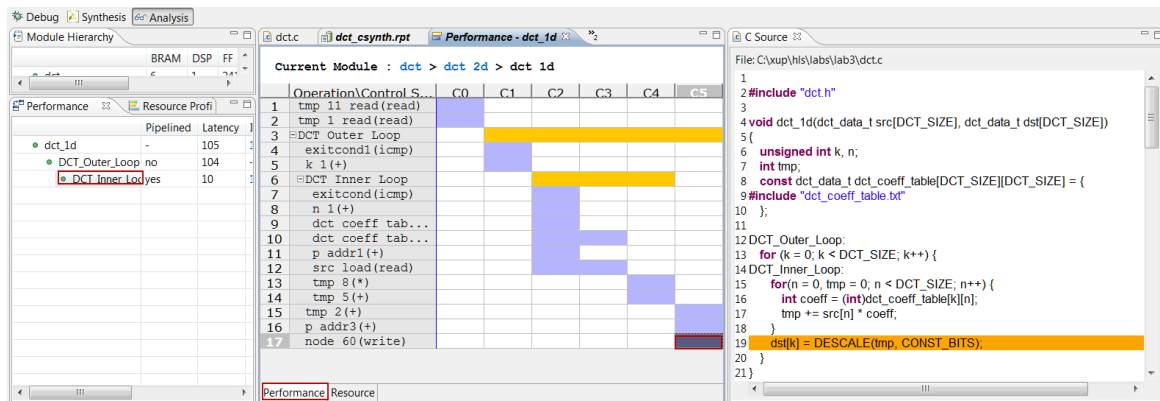 Debug Synthesis Analysis
Module Hierarchy
BRAM DSP FF
dct 6 1
Performance Resource Profi
Pipelined Latency
dct_1d - 105
DCT_Outer_Loop no 104
DCT_Inner_Loo yes 10
dct.c dct_csynth.rpt Performance - dct_1d »2
Current Module : dct > dct 2d > dct 1d
Operation\Control S... C0 C1 C2 C3 C4 C5
1 tmp 11 read(read)
2 tmp 1 read(read)
3 DCT Outer Loop
4 exitcond1(icmp)
5 k 1(+)
6 DCT Inner Loop
7 exitcond(icmp)
8 n 1(+)
9 dct coeff tab...
10 dct coeff tab...
11 p addr1(+)
12 src load(read)
13 tmp 8(*)
14 tmp 5(+)
15 tmp 2(+)
16 p addr3(+)
17 node 60(write)
Performance Resource
C Source
File: C:\xup\hls\labs\lab3\dct.c
1
2 #include "dct.h"
3
4 void dct_1d(dct_data_t src[DCT_SIZE], dct_data_t dst[DCT_SIZE])
5 {
6 unsigned int k, n;
7 int tmp;
8 const dct_data_t dct_coeff_table[DCT_SIZE][DCT_SIZE] = {
9 #include "dct_coeff_table.txt"
10 };
11
12 DCT_Outer_Loop:
13 for (k = 0; k < DCT_SIZE; k++) {
14 DCT_Inner_Loop:
15 for(n = 0, tmp = 0; n < DCT_SIZE; n++) {
16 int coeff = (int)dct_coeff_table[k][n];
17 tmp += src[n] * coeff;
18 }
19 dst[k] = DESCALE(tmp, CONST_BITS);
20 }
21 }